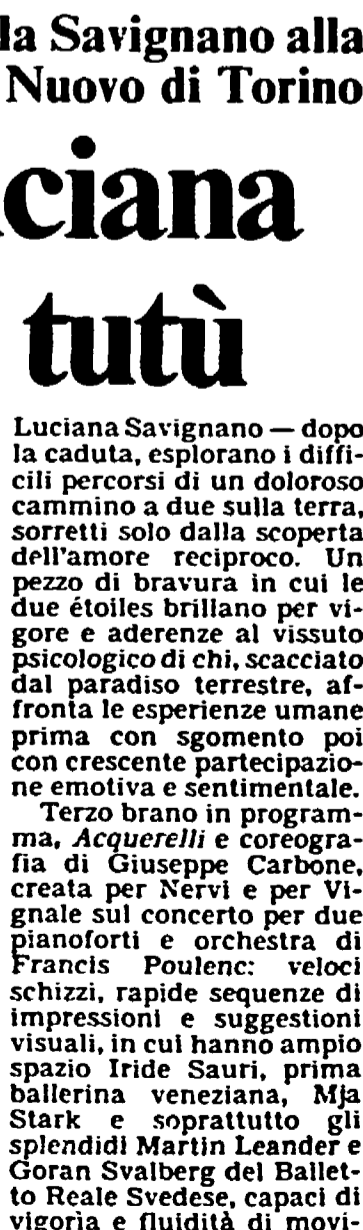 la Savignano alla
Nuovo di Torino
ciana
tutù
Luciana Savignano — dopo
la caduta, esplorano i diffi-
cili percorsi di un doloroso
cammino a due sulla terra,
sorretti solo dalla scoperta
dell'amore reciproco. Un
pezzo di bravura in cui le
due étoiles brillano per vi-
gore e aderenze al vissuto
psicologico di chi, scacciato
dal paradiso terrestre, af-
fronta le esperienze umane
prima con sgomento poi
con crescente partecipazio-
ne emotiva e sentimentale.
Terzo brano in program-
ma, Acquerelli e coreogra-
fia di Giuseppe Carbone,
creata per Nervi e per Vi-
gnale sul concerto per due
pianoforti e orchestra di
Francis Poulenc: veloci
schizzi, rapide sequenze di
impressioni e suggestioni
visuali, in cui hanno ampio
spazio Iride Sauri, prima
ballerina veneziana, Mja
Stark e soprattutto gli
splendidi Martin Leander e
Goran Svalberg del Ballet-
to Reale Svedese, capaci di
vigoria e fluidità di movi-